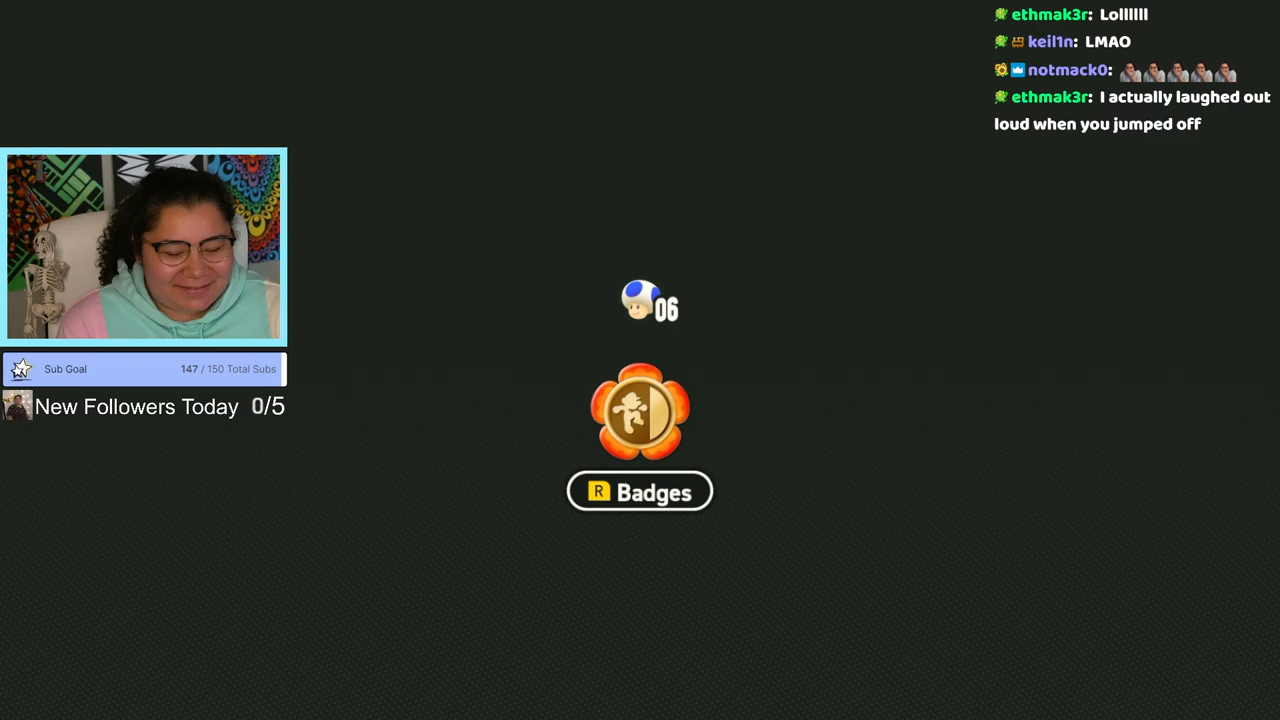 ethmak3r: Lollllll
keil1n: LMAO
notmack0:
ethmak3r: I actually laughed out
loud when you jumped off
06
Sub Goal 147 / 150 Total Subs
New Followers Today 0/5
R Badges